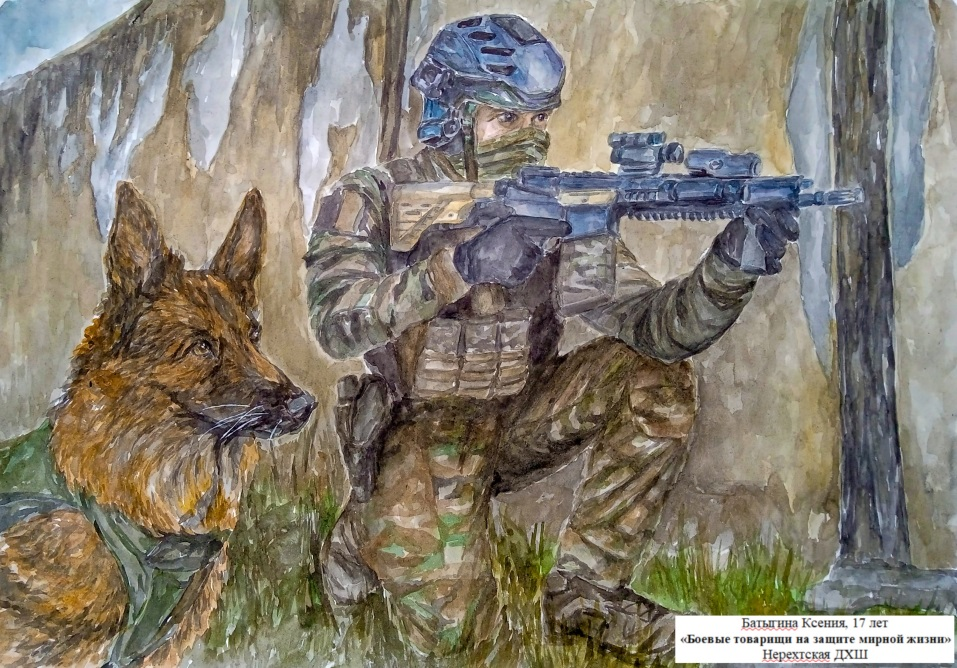 Батыгина Ксения, 17 лет
«Боевые товарищи на защите мирной жизни»
Нерехтская ДХШ